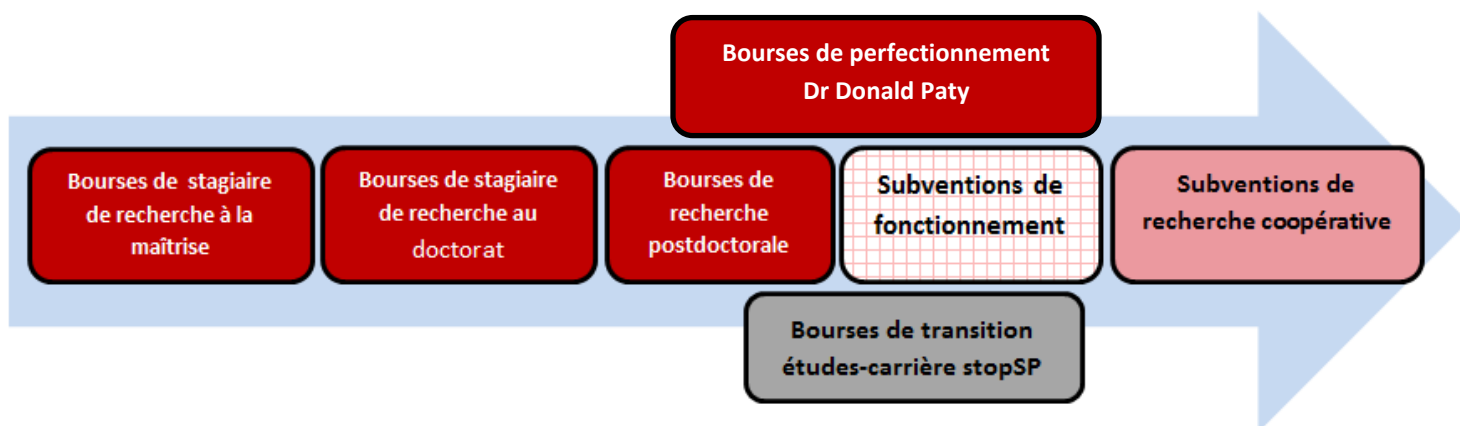 Bourses de perfectionnement
Dr Donald Paty
Bourses de stagiaire
de recherche à la
maîtrise
Bourses de stagiaire
de recherche au
doctorat
Bourses de
recherche
postdoctorale
Subventions de
fonctionnement
Subventions de
recherche coopérative
Bourses de transition
études-carrière stopSP